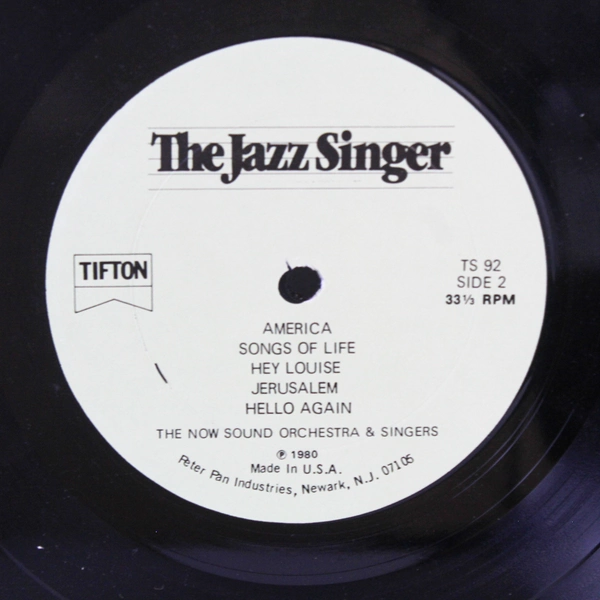 The Jazz Singer
TIFTON
TS 92
SIDE 2
33⅓ RPM
AMERICA
SONGS OF LIFE
HEY LOUISE
JERUSALEM
HELLO AGAIN
THE NOW SOUND ORCHESTRA & SINGERS
℗ 1980
Made In U.S.A.
Peter Pan Industries, Newark, N.J. 07105